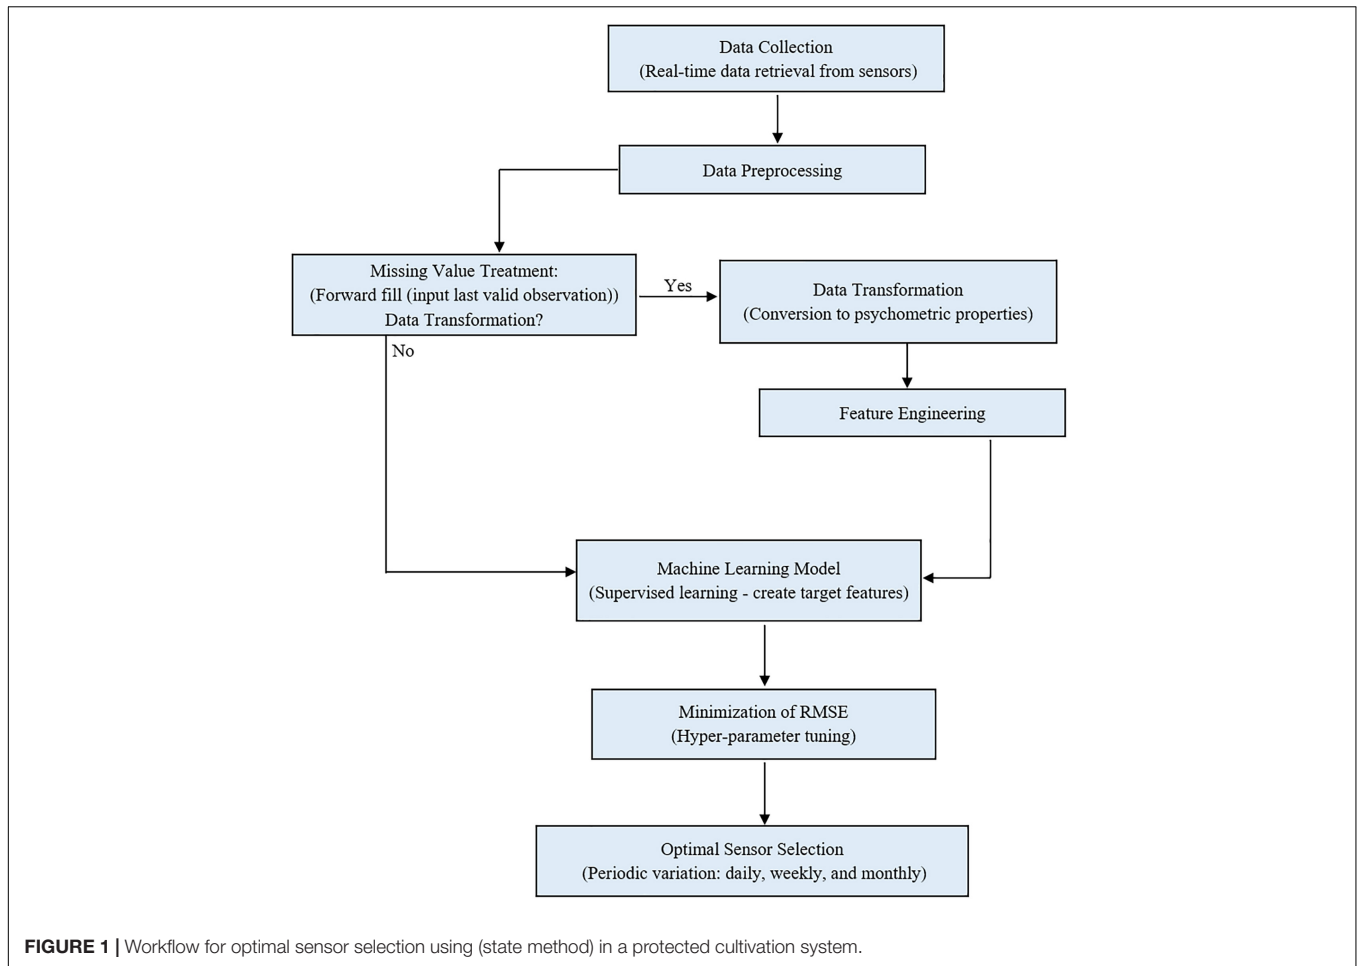 Data Collection
(Real-time data retrieval from sensors)
Data Preprocessing
Missing Value Treatment:
(Forward fill (input last valid observation))
Data Transformation?
Yes
Data Transformation
(Conversion to psychometric properties)
No
Feature Engineering
Machine Learning Model
(Supervised learning - create target features)
Minimization of RMSE
(Hyper-parameter tuning)
Optimal Sensor Selection
(Periodic variation: daily, weekly, and monthly)
FIGURE 1 | Workflow for optimal sensor selection using (state method) in a protected cultivation system.